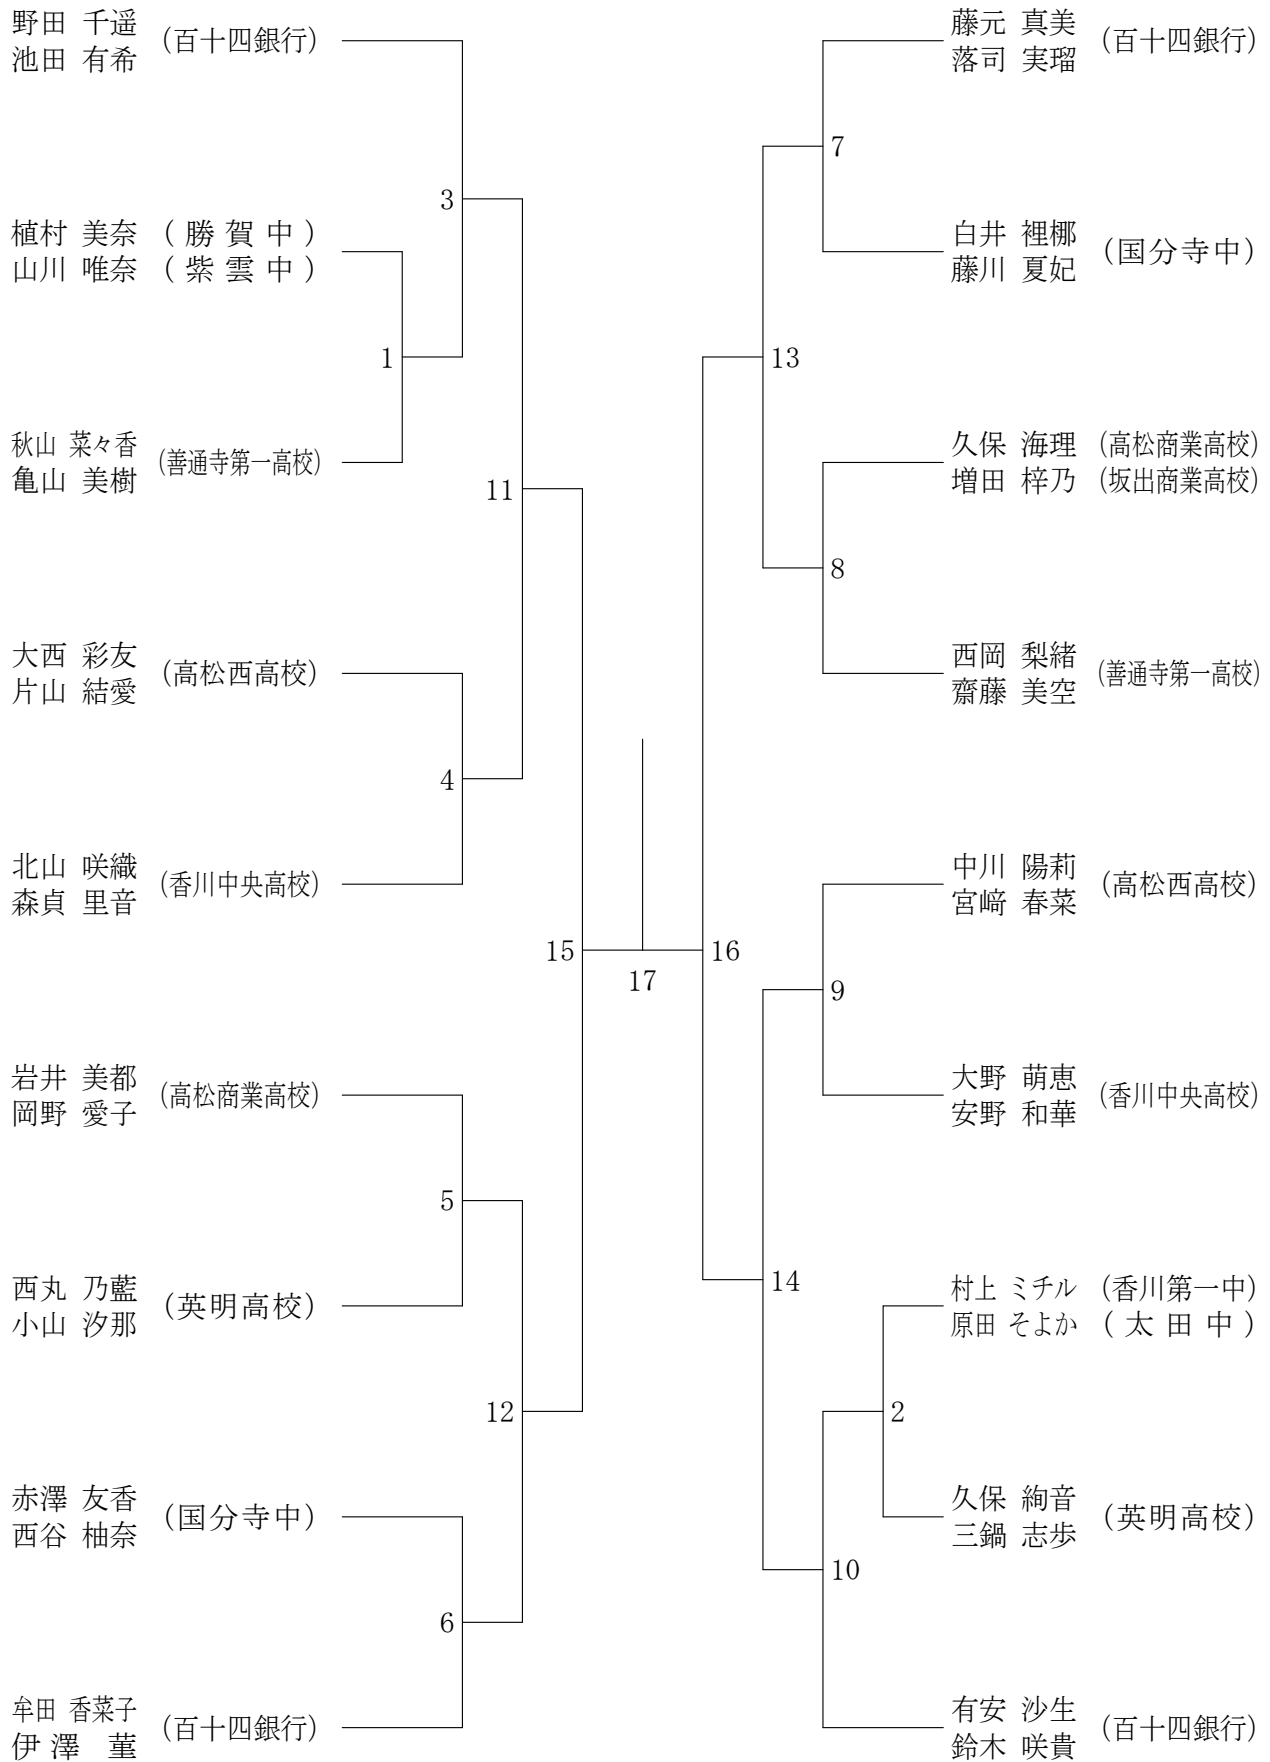 野田 千遥 (百十四銀行)
池田 有希
3
植村 美奈 (勝賀中)
山川 唯奈 (紫雲中)
1
秋山 菜々香 (善通寺第一高校)
亀山 美樹
11
大西 彩友 (高松西高校)
片山 結愛
4
北山 咲織 (香川中央高校)
森貞 里音
15
17
岩井 美都 (高松商業高校)
岡野 愛子
5
西丸 乃藍 (英明高校)
小山 汐那
12
赤澤 友香 (国分寺中)
西谷 柚奈
6
牟田 香菜子 (百十四銀行)
伊澤 菫
藤元 真美 (百十四銀行)
落司 実瑠
7
白井 裡梛 (国分寺中)
藤川 夏妃
13
久保 海理 (高松商業高校)
増田 梓乃 (坂出商業高校)
8
西岡 梨緒 (善通寺第一高校)
齋藤 美空
中川 陽莉 (高松西高校)
宮﨑 春菜
16
9
大野 萌恵 (香川中央高校)
安野 和華
14
村上 ミチル (香川第一中)
原田 そよか (太田中)
2
久保 絢音 (英明高校)
三鍋 志歩
10
有安 沙生 (百十四銀行)
鈴木 咲貴